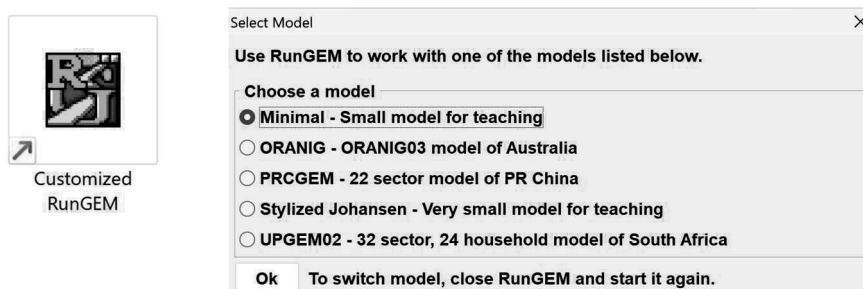 Customized
RunGEM
Select Model
Use RunGEM to work with one of the models listed below.
Choose a model
Minimal - Small model for teaching
ORANIG - ORANIG03 model of Australia
PRCGEM - 22 sector model of PR China
Stylized Johansen - Very small model for teaching
UPGEM02 - 32 sector, 24 household model of South Africa
Ok To switch model, close RunGEM and start it again.